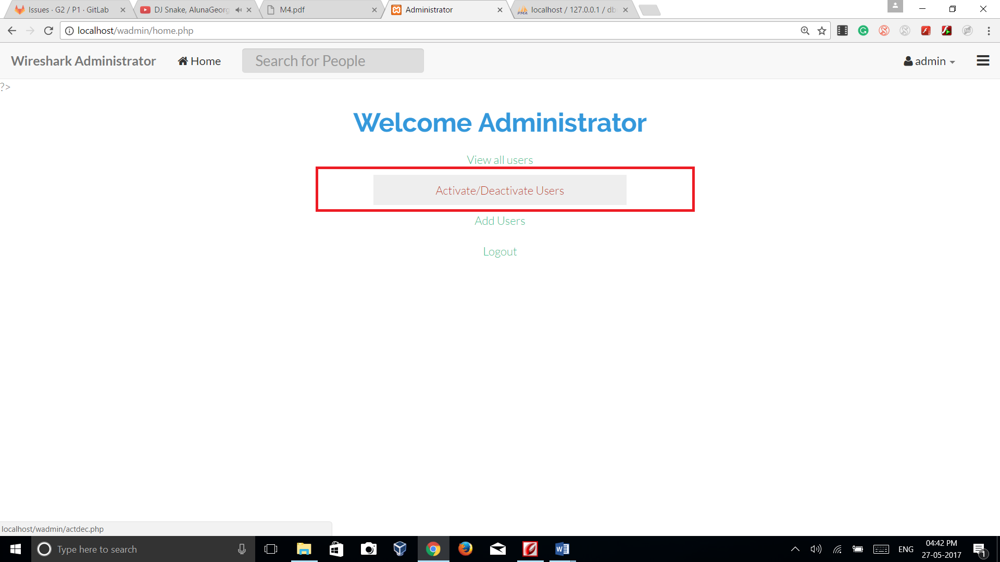 Issues · G2 / P1 · GitLab
DJ Snake, AlunaGeorg
M4.pdf
Administrator
localhost / 127.0.0.1 / db
localhost/wadmin/home.php
Wireshark Administrator
Home
Search for People
admin
?>
Welcome Administrator
View all users
Activate/Deactivate Users
Add Users
Logout
localhost/wadmin/actdec.php
Type here to search
ENG
04:42 PM
27-05-2017
1